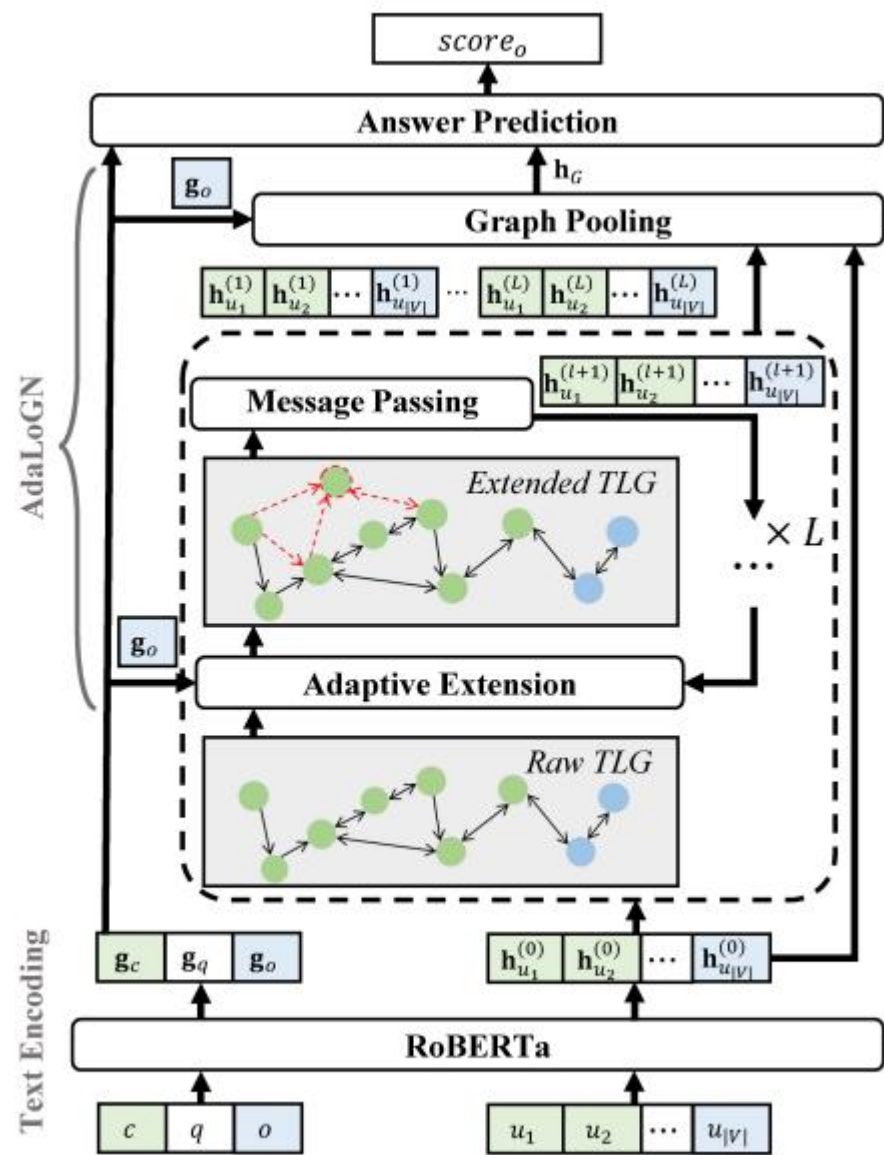 score_o
Answer Prediction
h_G
g_o
Graph Pooling
h_{u_1}^{(1)} h_{u_2}^{(1)} ⋯ h_{u_{|V|}}^{(1)} ⋯ h_{u_1}^{(L)} h_{u_2}^{(L)} ⋯ h_{u_{|V|}}^{(L)}
h_{u_1}^{(l+1)} h_{u_2}^{(l+1)} ⋯ h_{u_{|V|}}^{(l+1)}
Message Passing
AdaLoGN
Extended TLG
× L
⋯
g_o
Adaptive Extension
Raw TLG
Text Encoding
g_c g_q g_o
h_{u_1}^{(0)} h_{u_2}^{(0)} ⋯ h_{u_{|V|}}^{(0)}
RoBERTa
c q o
u_1 u_2 ⋯ u_{|V|}